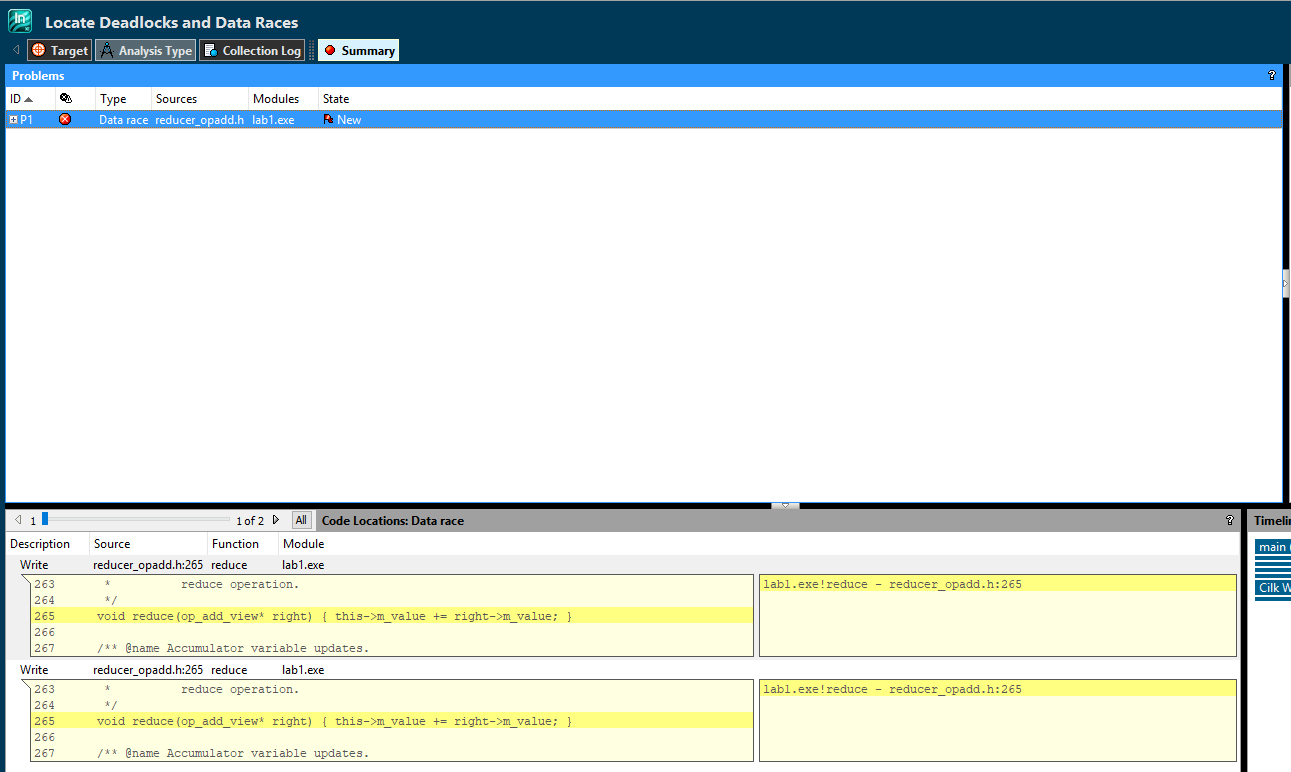 In
Locate Deadlocks and Data Races
Target Analysis Type Collection Log Summary
Problems ?
ID Type Sources Modules State
P1 Data race reducer_opadd.h lab1.exe New
1 1 of 2 All Code Locations: Data race ?
Description Source Function Module
Write reducer_opadd.h:265 reduce lab1.exe
263 * reduce operation.
264 */
265 void reduce(op_add_view* right) { this->m_value += right->m_value; }
266
267 /** @name Accumulator variable updates.
lab1.exe!reduce - reducer_opadd.h:265
Write reducer_opadd.h:265 reduce lab1.exe
263 * reduce operation.
264 */
265 void reduce(op_add_view* right) { this->m_value += right->m_value; }
266
267 /** @name Accumulator variable updates.
lab1.exe!reduce - reducer_opadd.h:265
Timelin
main (
Cilk W